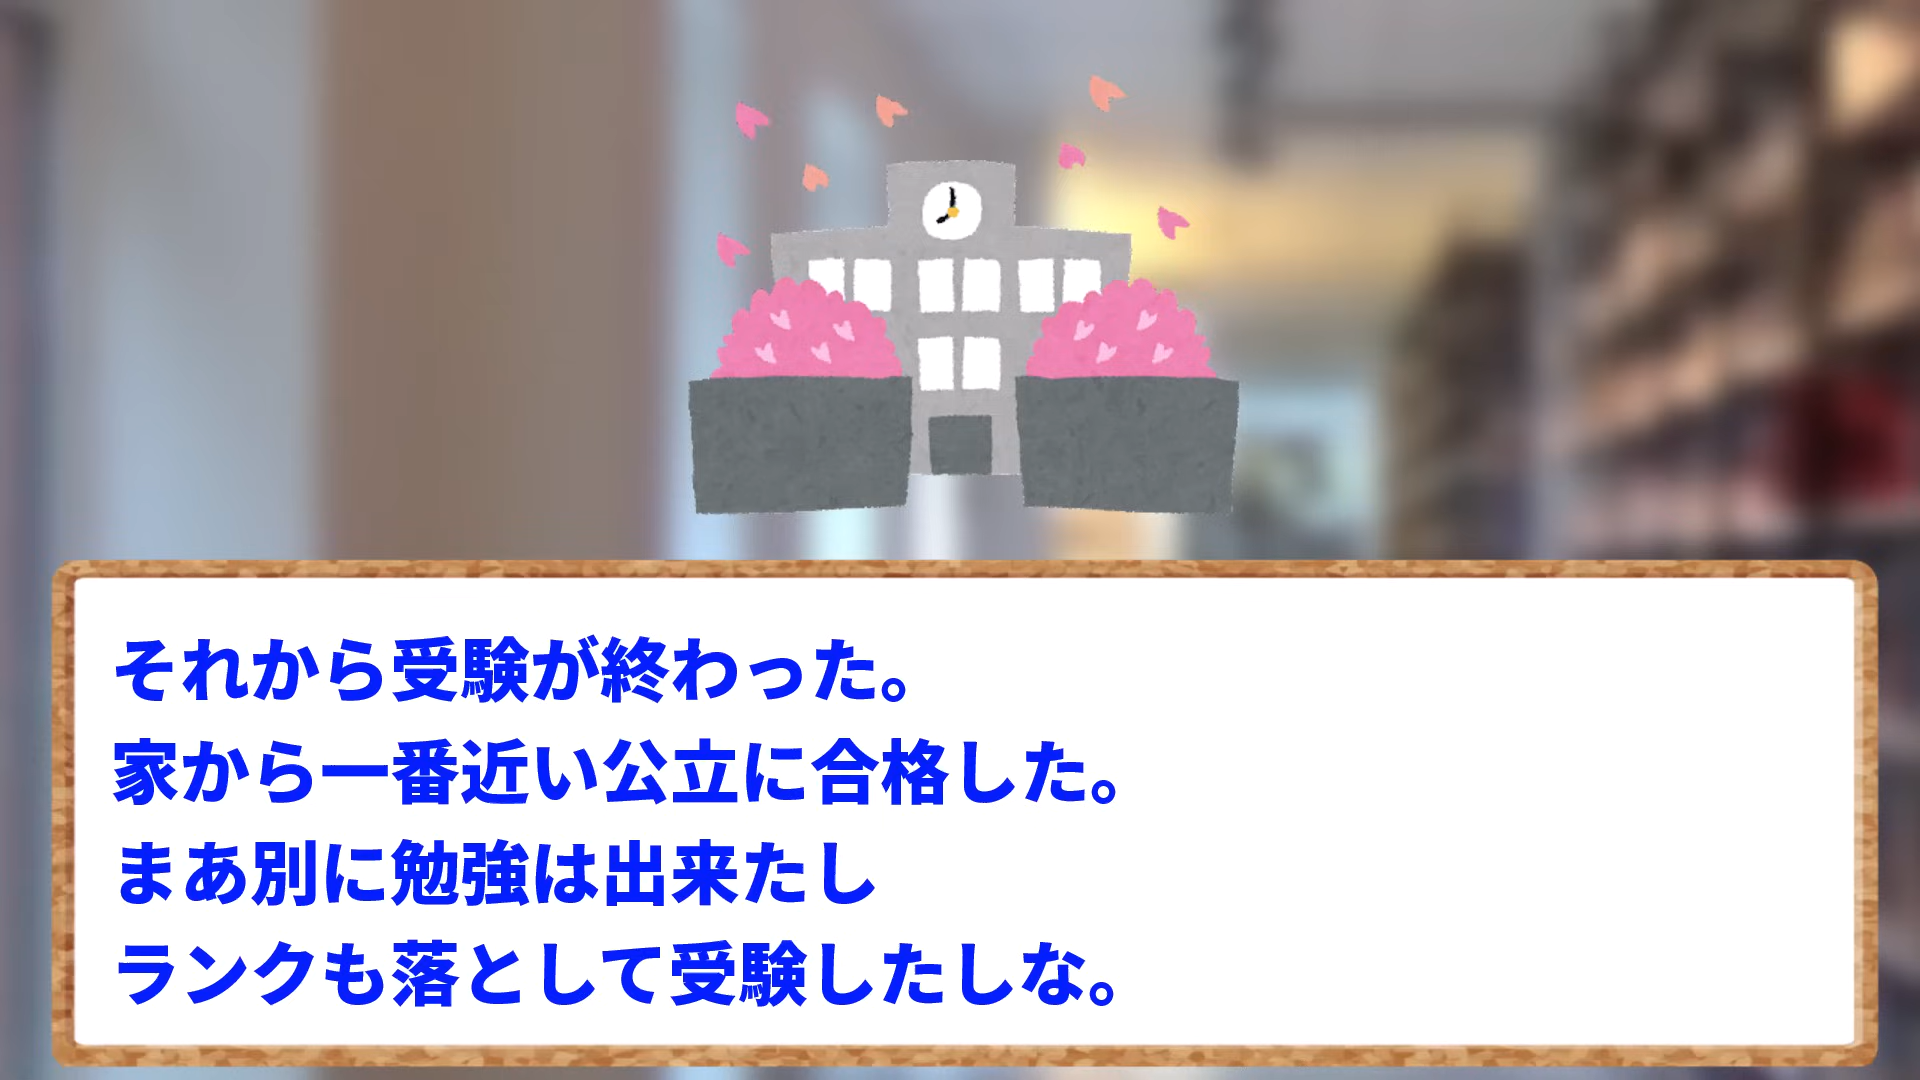 それから受験が終わった。
家から一番近い公立に合格した。
まあ別に勉強は出来たし
ランクも落として受験したしな。